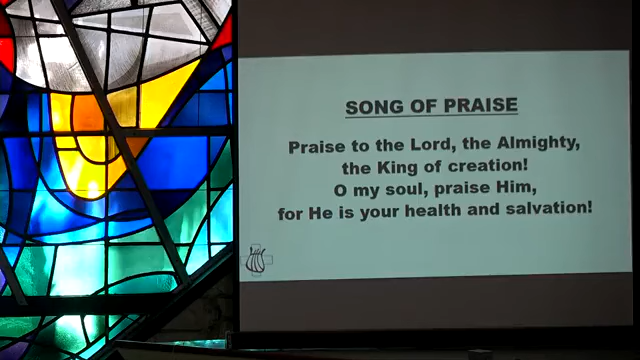 SONG OF PRAISE
Praise to the Lord, the Almighty,
the King of creation!
O my soul, praise Him,
for He is your health and salvation!